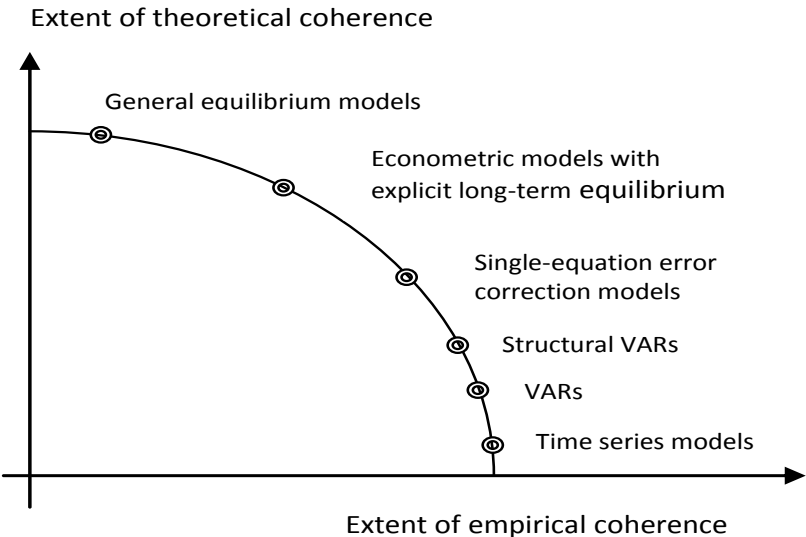 Extent of theoretical coherence
General equilibrium models
Econometric models with
explicit long-term equilibrium
Single-equation error
correction models
Structural VARs
VARs
Time series models
Extent of empirical coherence